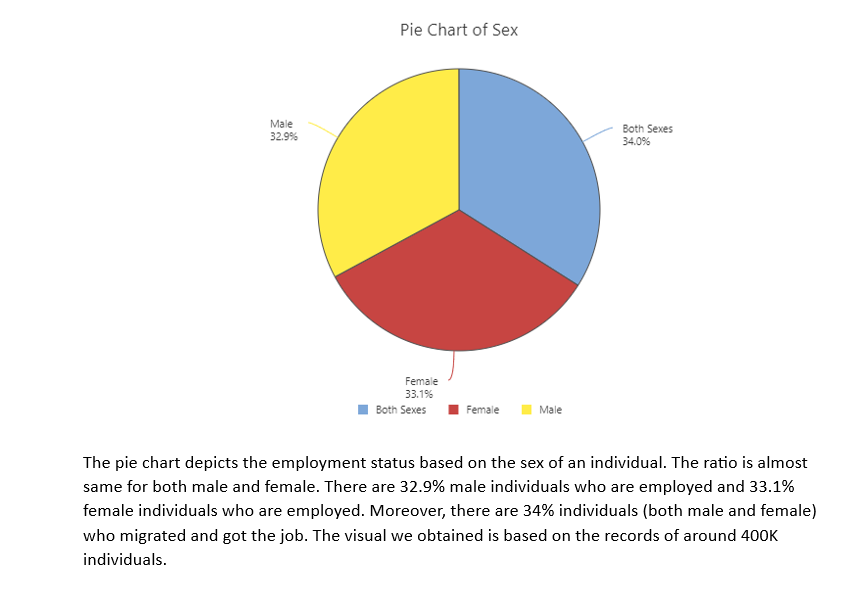 Pie Chart of Sex
Male
32.9%
Both Sexes
34.0%
Female
33.1%
Both Sexes Female Male
The pie chart depicts the employment status based on the sex of an individual. The ratio is almost
same for both male and female. There are 32.9% male individuals who are employed and 33.1%
female individuals who are employed. Moreover, there are 34% individuals (both male and female)
who migrated and got the job. The visual we obtained is based on the records of around 400K
individuals.